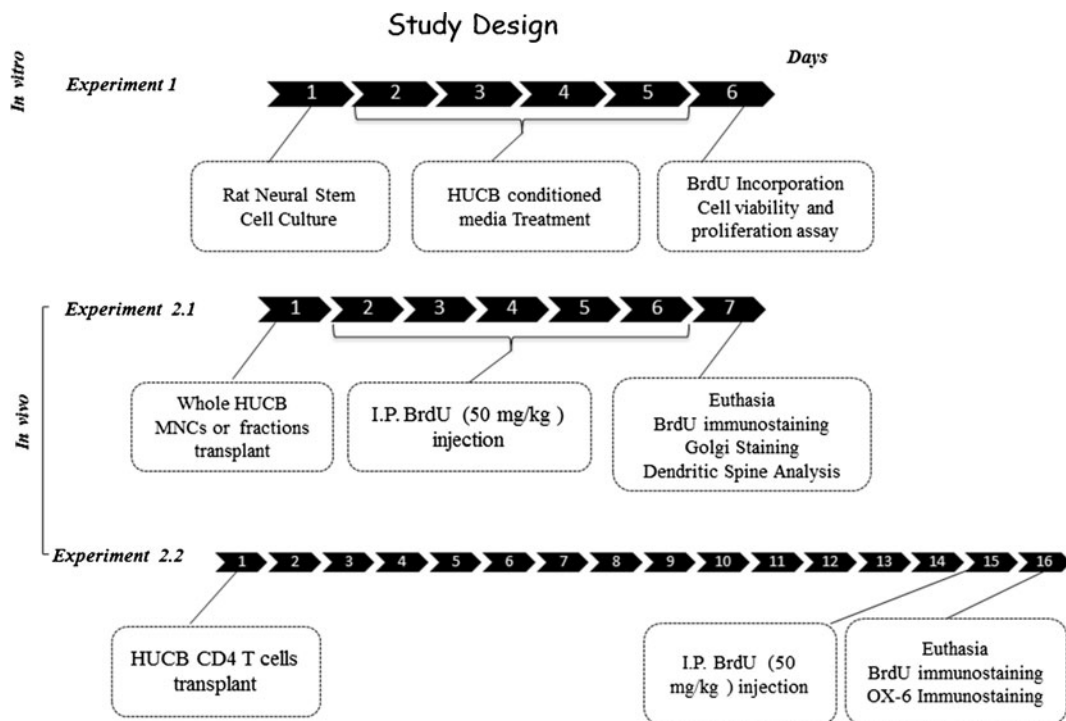 Study Design
In vitro
Experiment 1
Days
1 2 3 4 5 6
Rat Neural Stem
Cell Culture
HUCB conditioned
media Treatment
BrdU Incorporation
Cell viability and
proliferation assay
In vivo
Experiment 2.1
1 2 3 4 5 6 7
Whole HUCB
MNCs or fractions
transplant
I.P. BrdU (50 mg/kg )
injection
Euthasia
BrdU immunostaining
Golgi Staining
Dendritic Spine Analysis
Experiment 2.2
1 2 3 4 5 6 7 8 9 10 11 12 13 14 15 16
HUCB CD4 T cells
transplant
I.P. BrdU (50
mg/kg ) injection
Euthasia
BrdU immunostaining
OX-6 Immunostaining